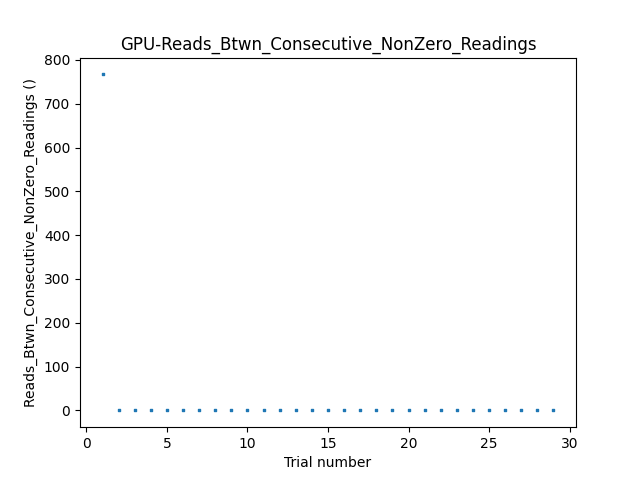 GPU-Reads_Btwn_Consecutive_NonZero_Readings
Reads_Btwn_Consecutive_NonZero_Readings ()
800
700
600
500
400
300
200
100
0
0 5 10 15 20 25 30
Trial number